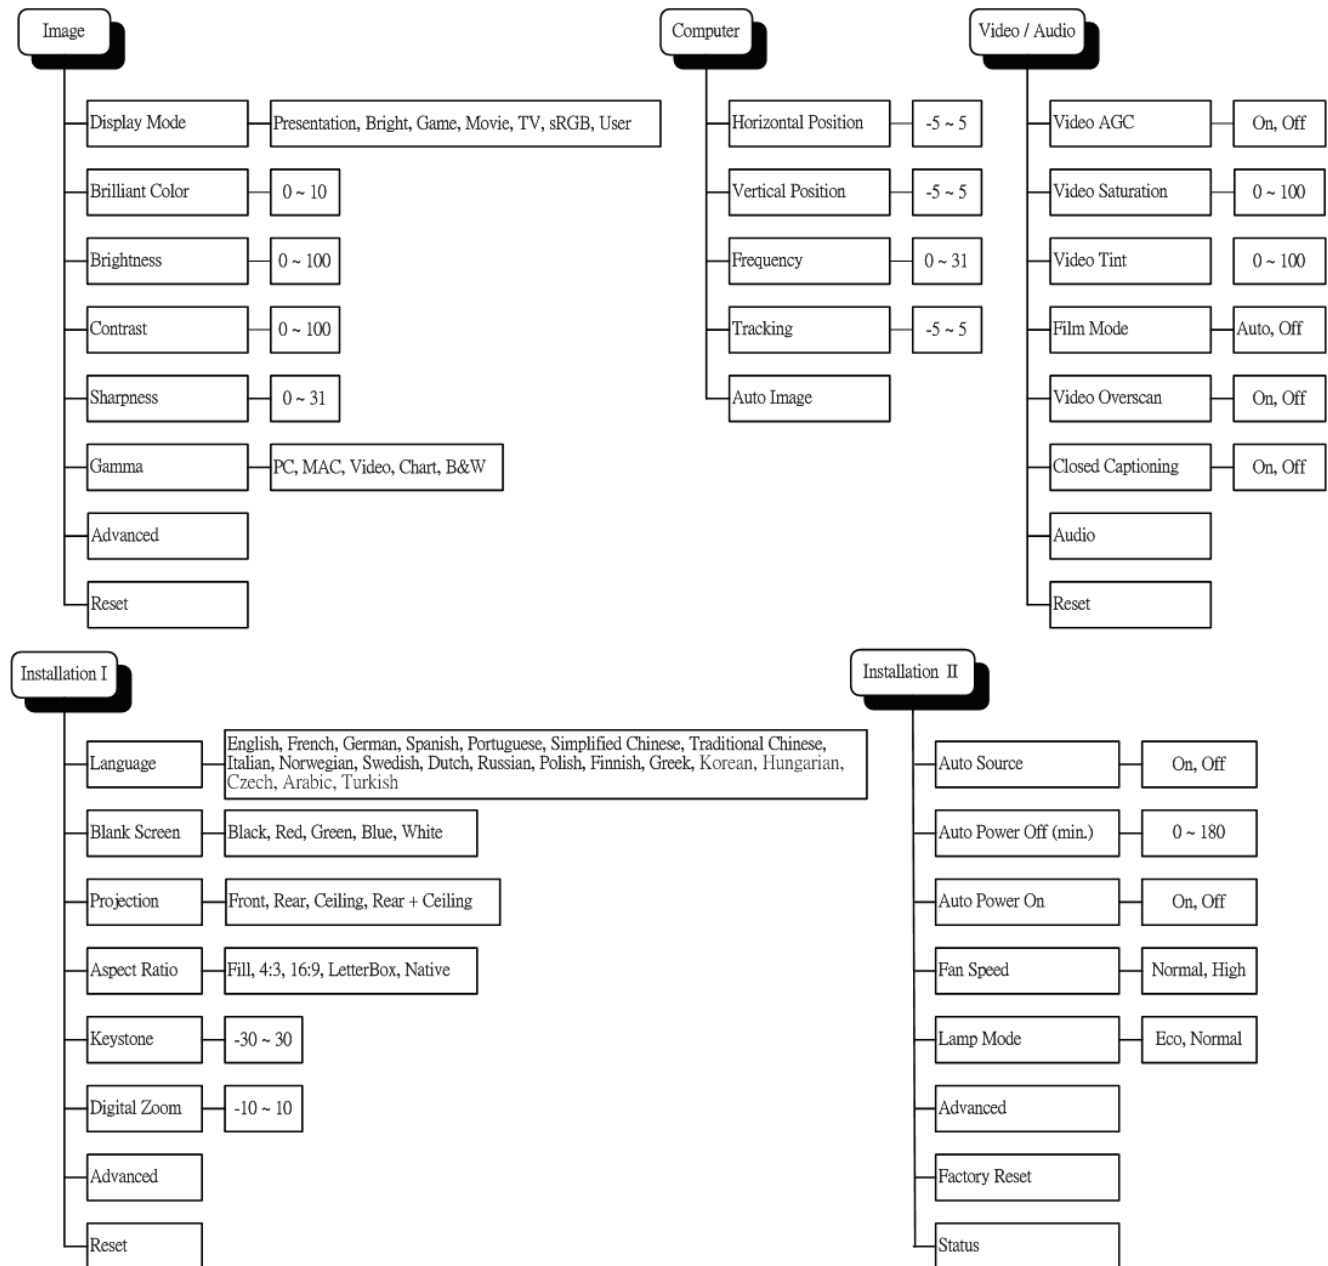 Image
Display Mode
Presentation, Bright, Game, Movie, TV, sRGB, User
Brilliant Color
0 ~ 10
Brightness
0 ~ 100
Contrast
0 ~ 100
Sharpness
0 ~ 31
Gamma
PC, MAC, Video, Chart, B&W
Advanced
Reset
Computer
Horizontal Position
-5 ~ 5
Vertical Position
-5 ~ 5
Frequency
0 ~ 31
Tracking
-5 ~ 5
Auto Image
Video / Audio
Video AGC
On, Off
Video Saturation
0 ~ 100
Video Tint
0 ~ 100
Film Mode
Auto, Off
Video Overscan
On, Off
Closed Captioning
On, Off
Audio
Reset
Installation I
Language
English, French, German, Spanish, Portuguese, Simplified Chinese, Traditional Chinese,
Italian, Norwegian, Swedish, Dutch, Russian, Polish, Finnish, Greek, Korean, Hungarian,
Czech, Arabic, Turkish
Blank Screen
Black, Red, Green, Blue, White
Projection
Front, Rear, Ceiling, Rear + Ceiling
Aspect Ratio
Fill, 4:3, 16:9, LetterBox, Native
Keystone
-30 ~ 30
Digital Zoom
-10 ~ 10
Advanced
Reset
Installation II
Auto Source
On, Off
Auto Power Off (min.)
0 ~ 180
Auto Power On
On, Off
Fan Speed
Normal, High
Lamp Mode
Eco, Normal
Advanced
Factory Reset
Status